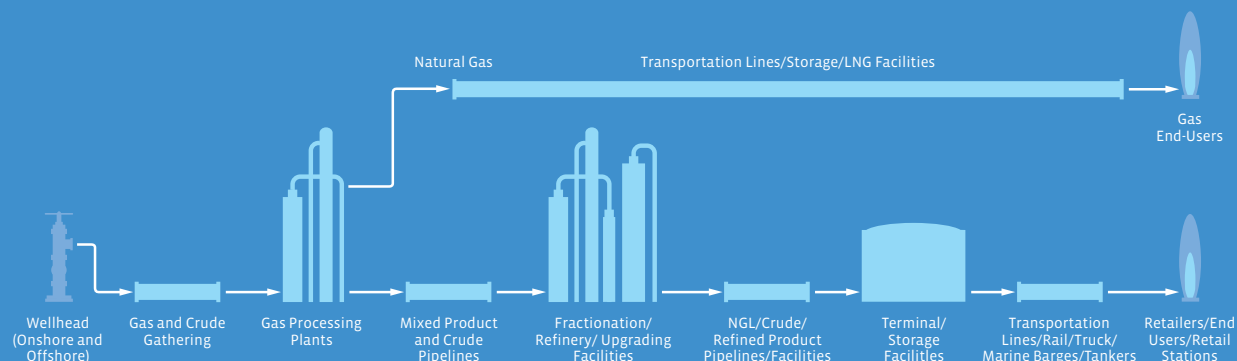 Natural Gas
Transportation Lines/Storage/LNG Facilities
Gas
End-Users
Wellhead
(Onshore and
Offshore)
Gas and Crude
Gathering
Gas Processing
Plants
Mixed Product
and Crude
Pipelines
Fractionation/
Refinery/ Upgrading
Facilities
NGL/Crude/
Refined Product
Pipelines/Facilities
Terminal/
Storage
Facilities
Transportation
Lines/Rail/Truck/
Marine Barges/Tankers
Retailers/End
Users/Retail
Stations